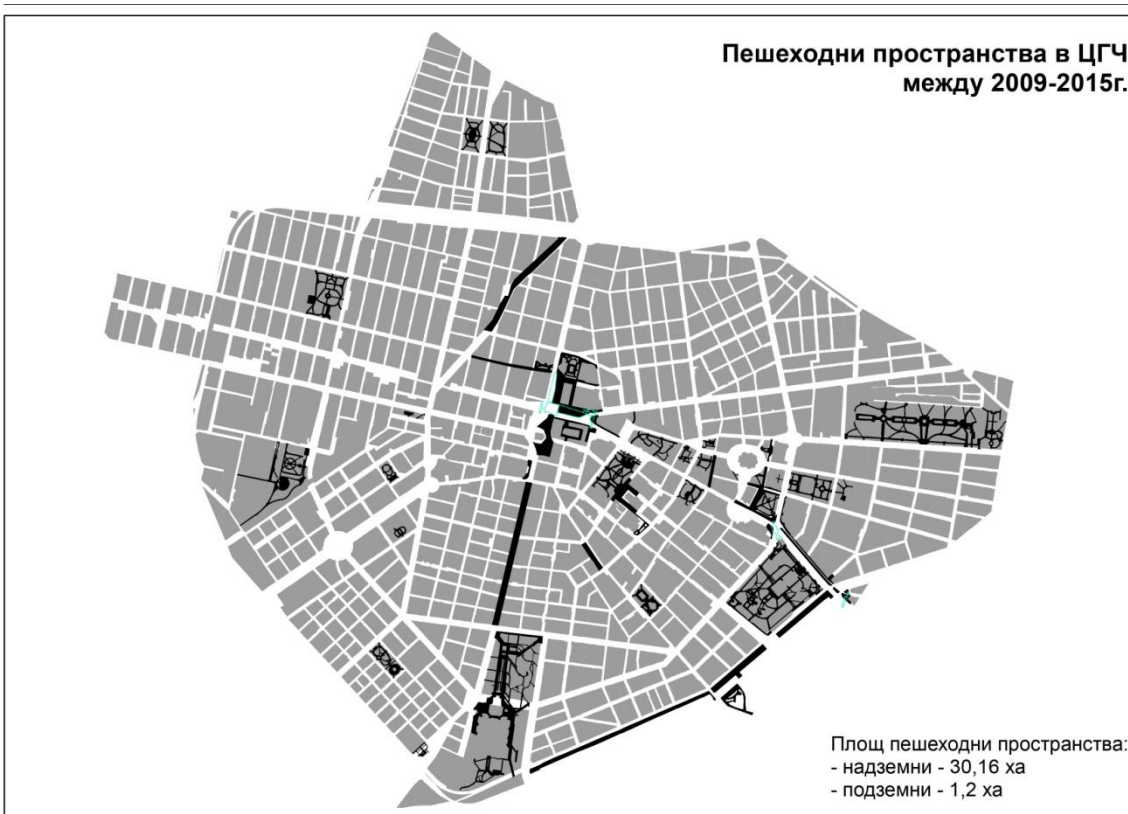 Пешеходни пространства в ЦГЧ
между 2009-2015г.
Площ пешеходни пространства:
- надземни - 30,16 ха
- подземни - 1,2 ха